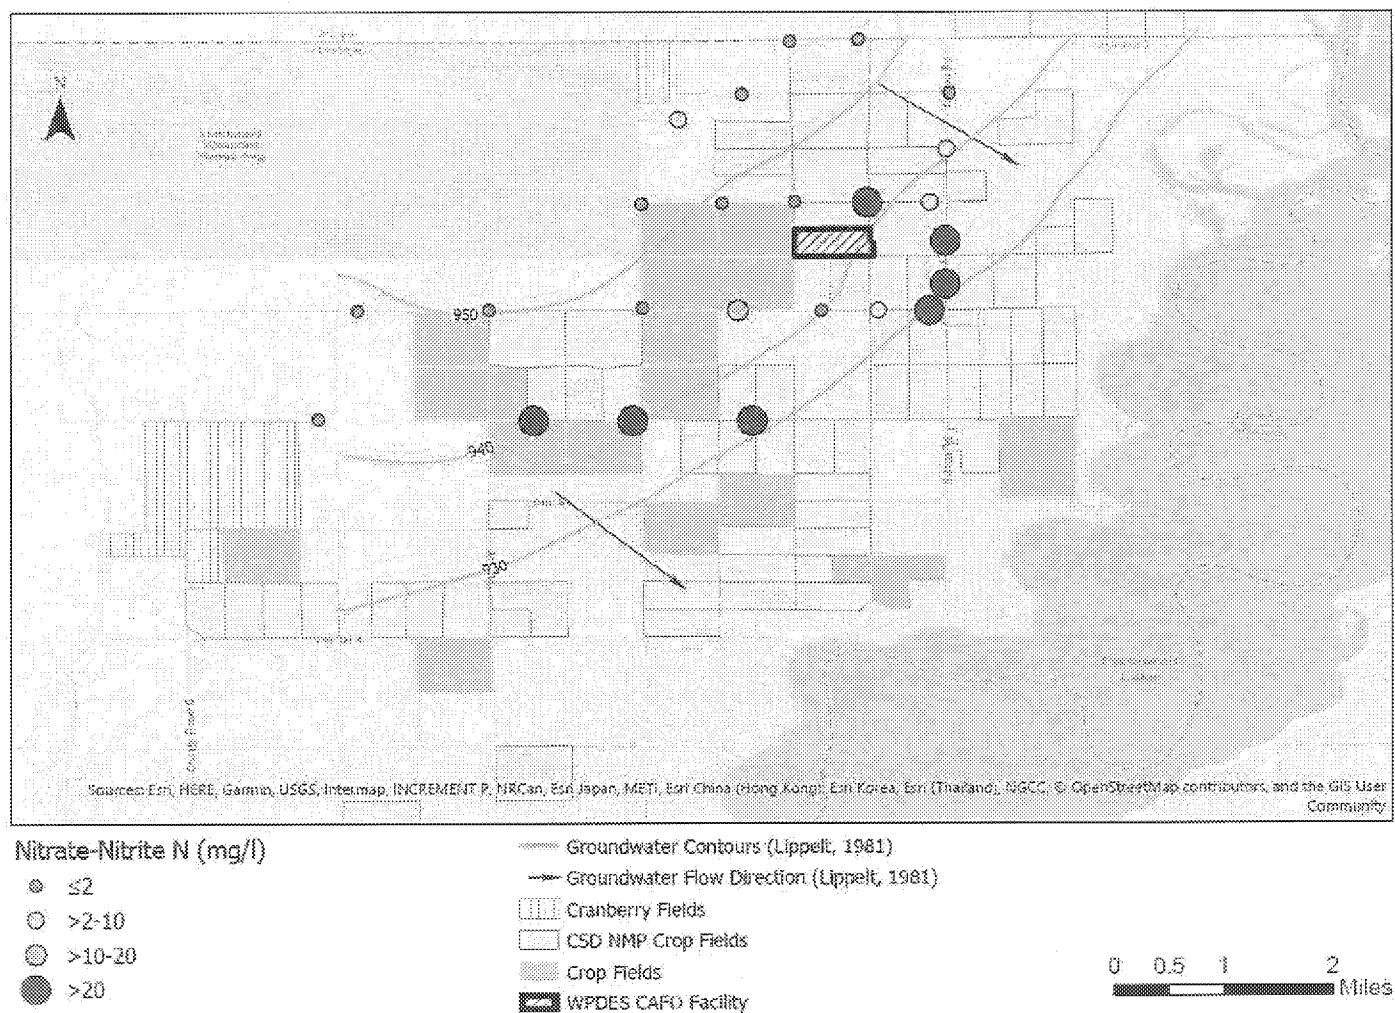 N
950
940
930
County Road G
Sources: Esri, HERE, Garmin, USGS, Intermap, INCREMENT P, NRCan, Esri Japan, METI, Esri China (Hong Kong), Esri Korea, Esri (Thailand), NGCC, © OpenStreetMap contributors, and the GIS User
Community
Nitrate-Nitrite N (mg/l)
≤2
>2-10
>10-20
>20
Groundwater Contours (Lippelt, 1981)
Groundwater Flow Direction (Lippelt, 1981)
Cranberry Fields
CSD NMP Crop Fields
Crop Fields
WPDES CAFO Facility
0 0.5 1 2
Miles